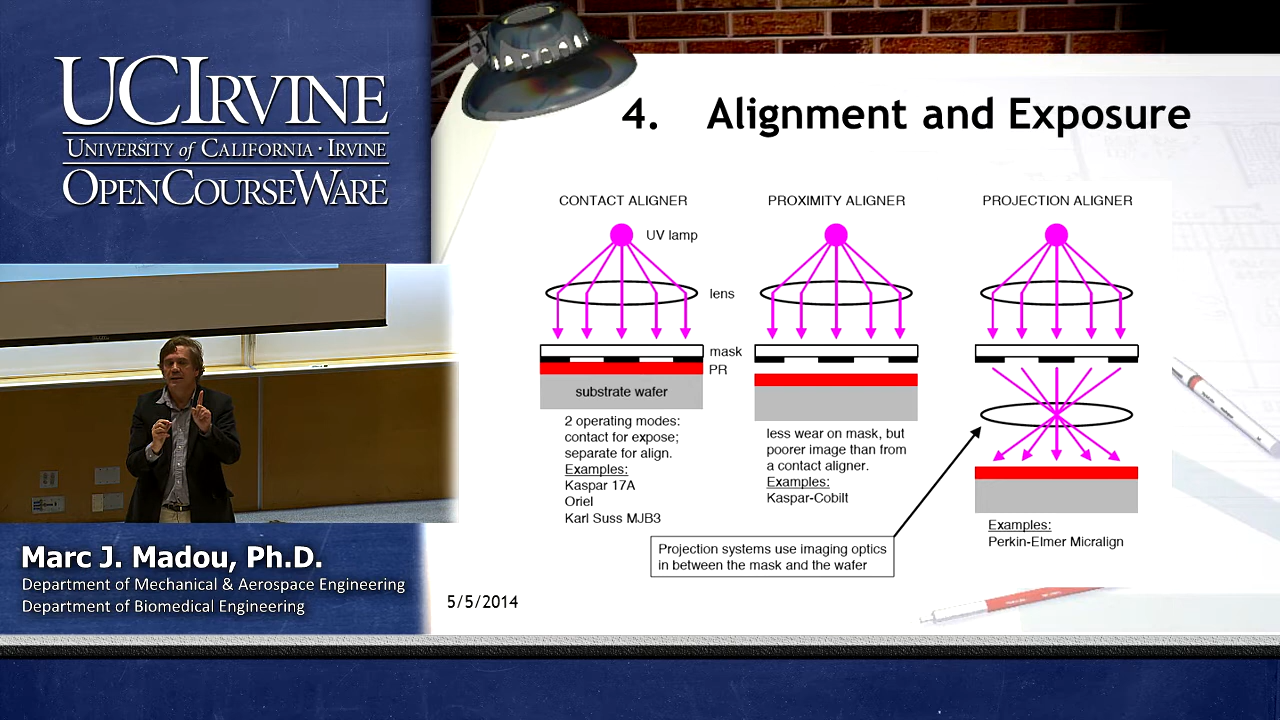 UCIRVINE
UNIVERSITY of CALIFORNIA · IRVINE
OPENCOURSEWARE
4. Alignment and Exposure
CONTACT ALIGNER
UV lamp
lens
mask
PR
substrate wafer
2 operating modes:
contact for expose;
separate for align.
Examples:
Kaspar 17A
Oriel
Karl Suss MJB3
PROXIMITY ALIGNER
less wear on mask, but
poorer image than from
a contact aligner.
Examples:
Kaspar-Cobilt
PROJECTION ALIGNER
Examples:
Perkin-Elmer Micralign
Projection systems use imaging optics
in between the mask and the wafer
5/5/2014
Marc J. Madou, Ph.D.
Department of Mechanical & Aerospace Engineering
Department of Biomedical Engineering